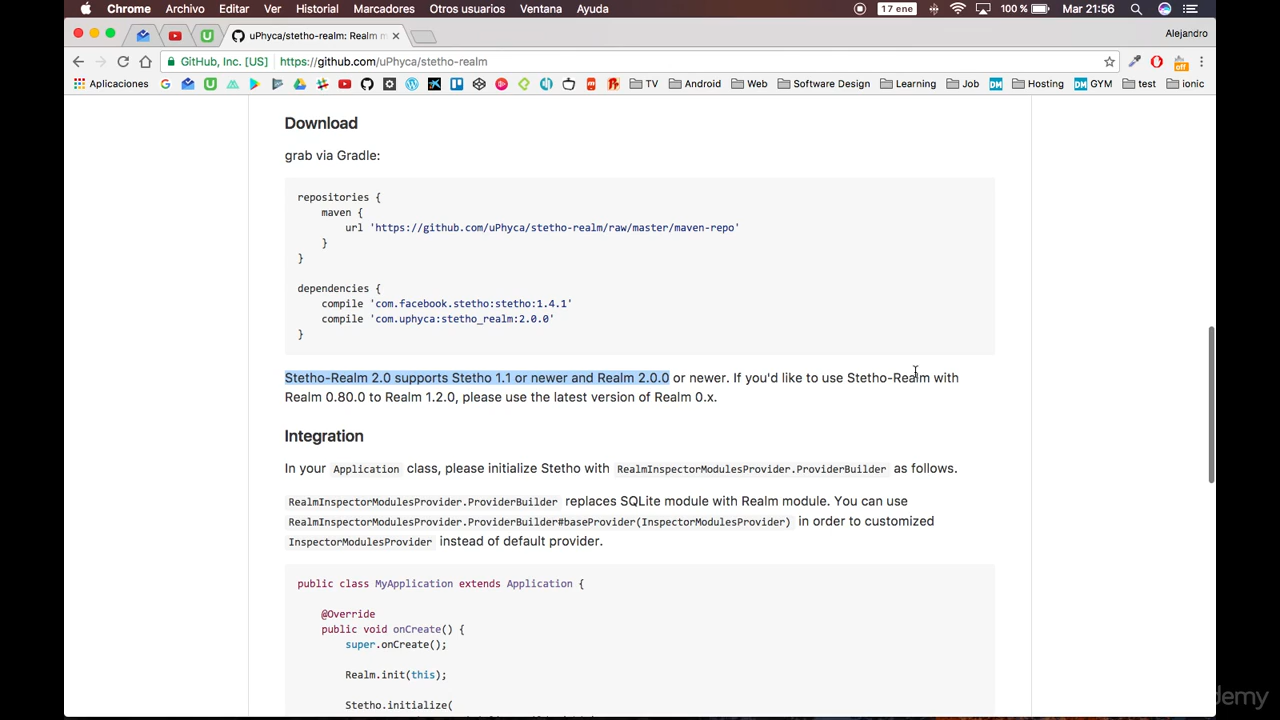 Chrome Archivo Editar Ver Historial Marcadores Otros usuarios Ventana Ayuda 17 ene 100 % Mar 21:56
uPhyca/stetho-realm: Realm m Alejandro
GitHub, Inc. [US] https://github.com/uPhyca/stetho-realm
Aplicaciones TV Android Web Software Design Learning Job Hosting GYM test ionic
Download
grab via Gradle:
repositories {
maven {
url 'https://github.com/uPhyca/stetho-realm/raw/master/maven-repo'
}
}
dependencies {
compile 'com.facebook.stetho:stetho:1.4.1'
compile 'com.uphyca:stetho_realm:2.0.0'
}
Stetho-Realm 2.0 supports Stetho 1.1 or newer and Realm 2.0.0 or newer. If you'd like to use Stetho-Realm with
Realm 0.80.0 to Realm 1.2.0, please use the latest version of Realm 0.x.
Integration
In your Application class, please initialize Stetho with RealmInspectorModulesProvider.ProviderBuilder as follows.
RealmInspectorModulesProvider.ProviderBuilder replaces SQLite module with Realm module. You can use
RealmInspectorModulesProvider.ProviderBuilder#baseProvider(InspectorModulesProvider) in order to customized
InspectorModulesProvider instead of default provider.
public class MyApplication extends Application {
@Override
public void onCreate() {
super.onCreate();
Realm.init(this);
Stetho.initialize(